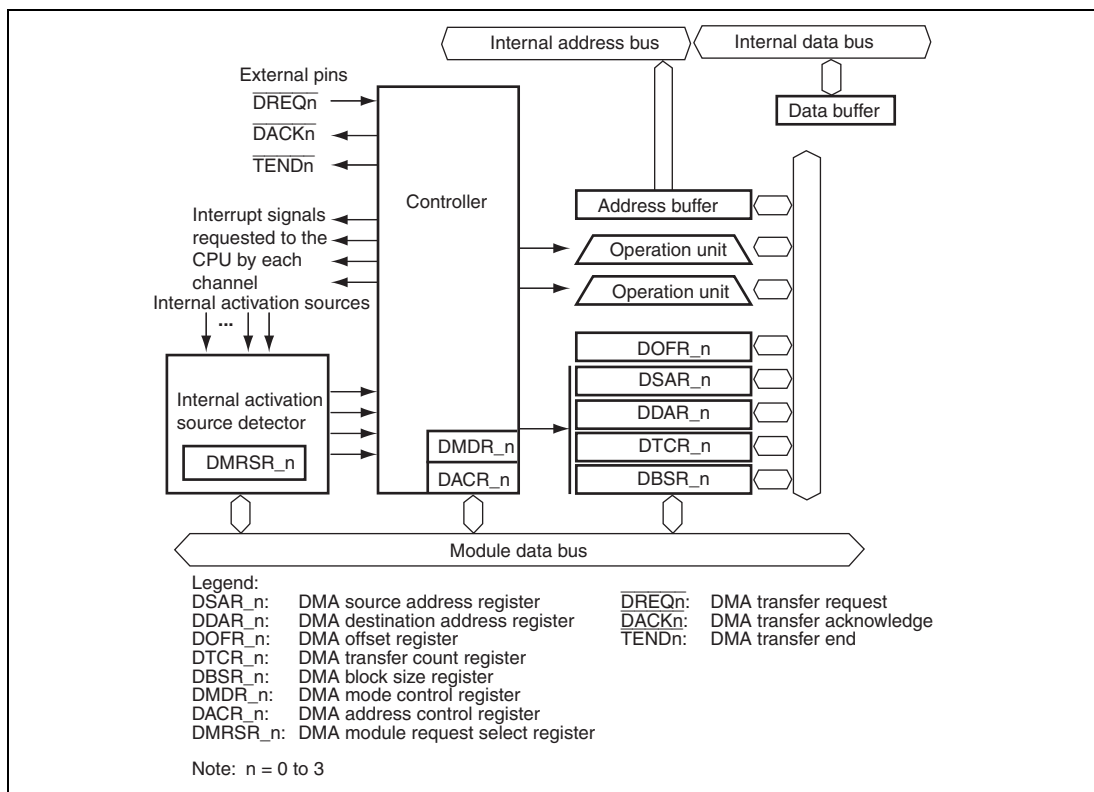 Internal address bus
Internal data bus
External pins
DREQn
DACKn
TENDn
Data buffer
Controller
Address buffer
Interrupt signals
requested to the
CPU by each
channel
Operation unit
Operation unit
Internal activation sources
...
Internal activation
source detector
DMRSR_n
DMDR_n
DACR_n
DOFR_n
DSAR_n
DDAR_n
DTCR_n
DBSR_n
Module data bus
Legend:
DSAR_n: DMA source address register
DDAR_n: DMA destination address register
DOFR_n: DMA offset register
DTCR_n: DMA transfer count register
DBSR_n: DMA block size register
DMDR_n: DMA mode control register
DACR_n: DMA address control register
DMRSR_n: DMA module request select register
DREQn: DMA transfer request
DACKn: DMA transfer acknowledge
TENDn: DMA transfer end
Note: n = 0 to 3